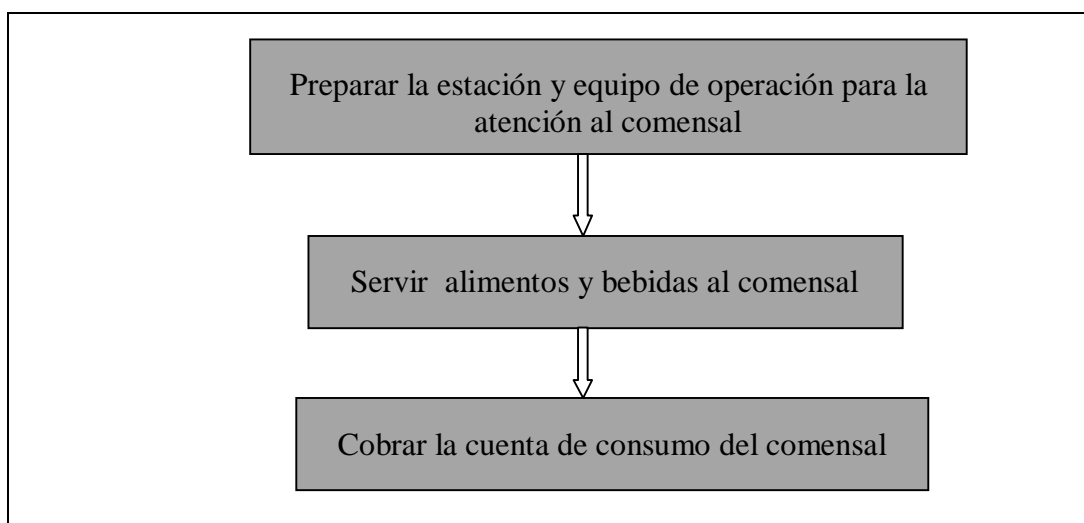 Preparar la estación y equipo de operación para la
atención al comensal
Servir alimentos y bebidas al comensal
Cobrar la cuenta de consumo del comensal